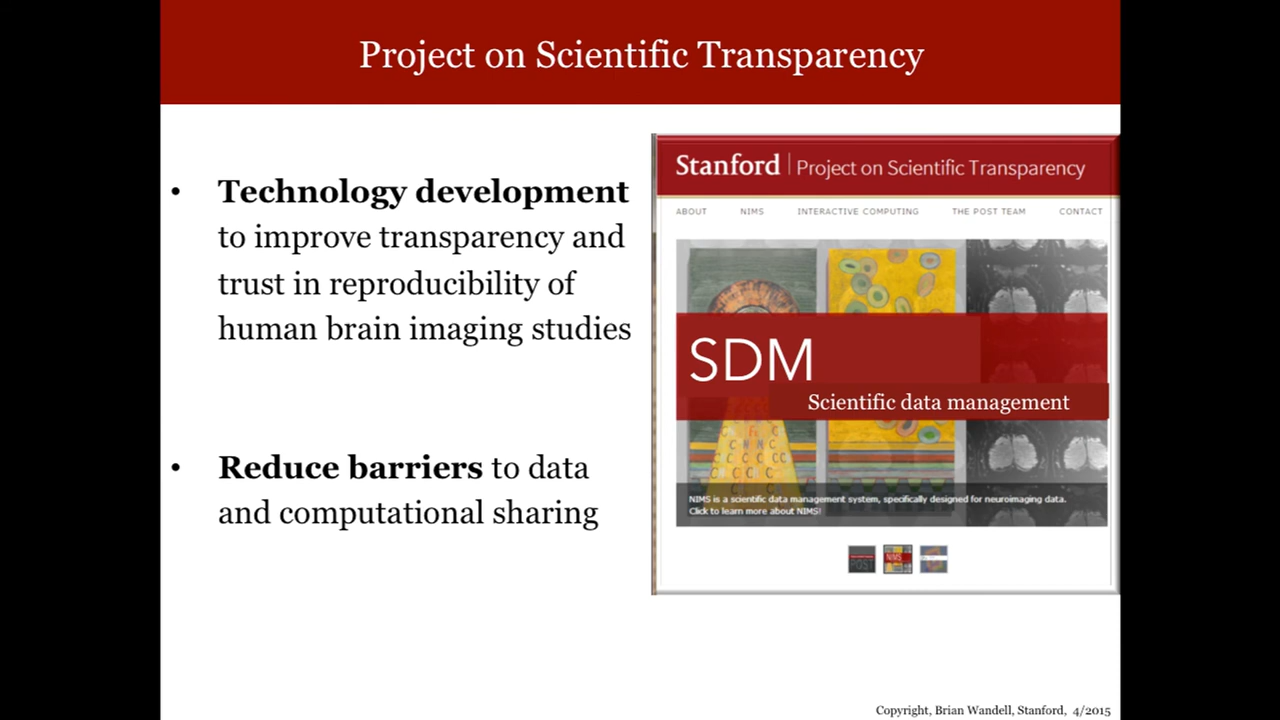 Project on Scientific Transparency
• Technology development
to improve transparency and
trust in reproducibility of
human brain imaging studies
• Reduce barriers to data
and computational sharing
Stanford | Project on Scientific Transparency
ABOUT NIMS INTERACTIVE COMPUTING THE POST TEAM CONTACT
SDM
Scientific data management
NIMS is a scientific data management system, specifically designed for neuroimaging data.
Click to learn more about NIMS!
POST NIMS
Copyright, Brian Wandell, Stanford, 4/2015